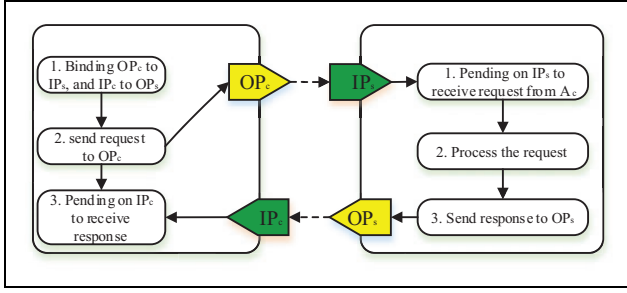 1. Binding OPc to
IPs, and IPc to OPs
2. send request
to OPc
3. Pending on IPc
to receive
response
OPc
IPs
IPc
OPs
1. Pending on IPs to
receive request from Ac
2. Process the request
3. Send response to OPs